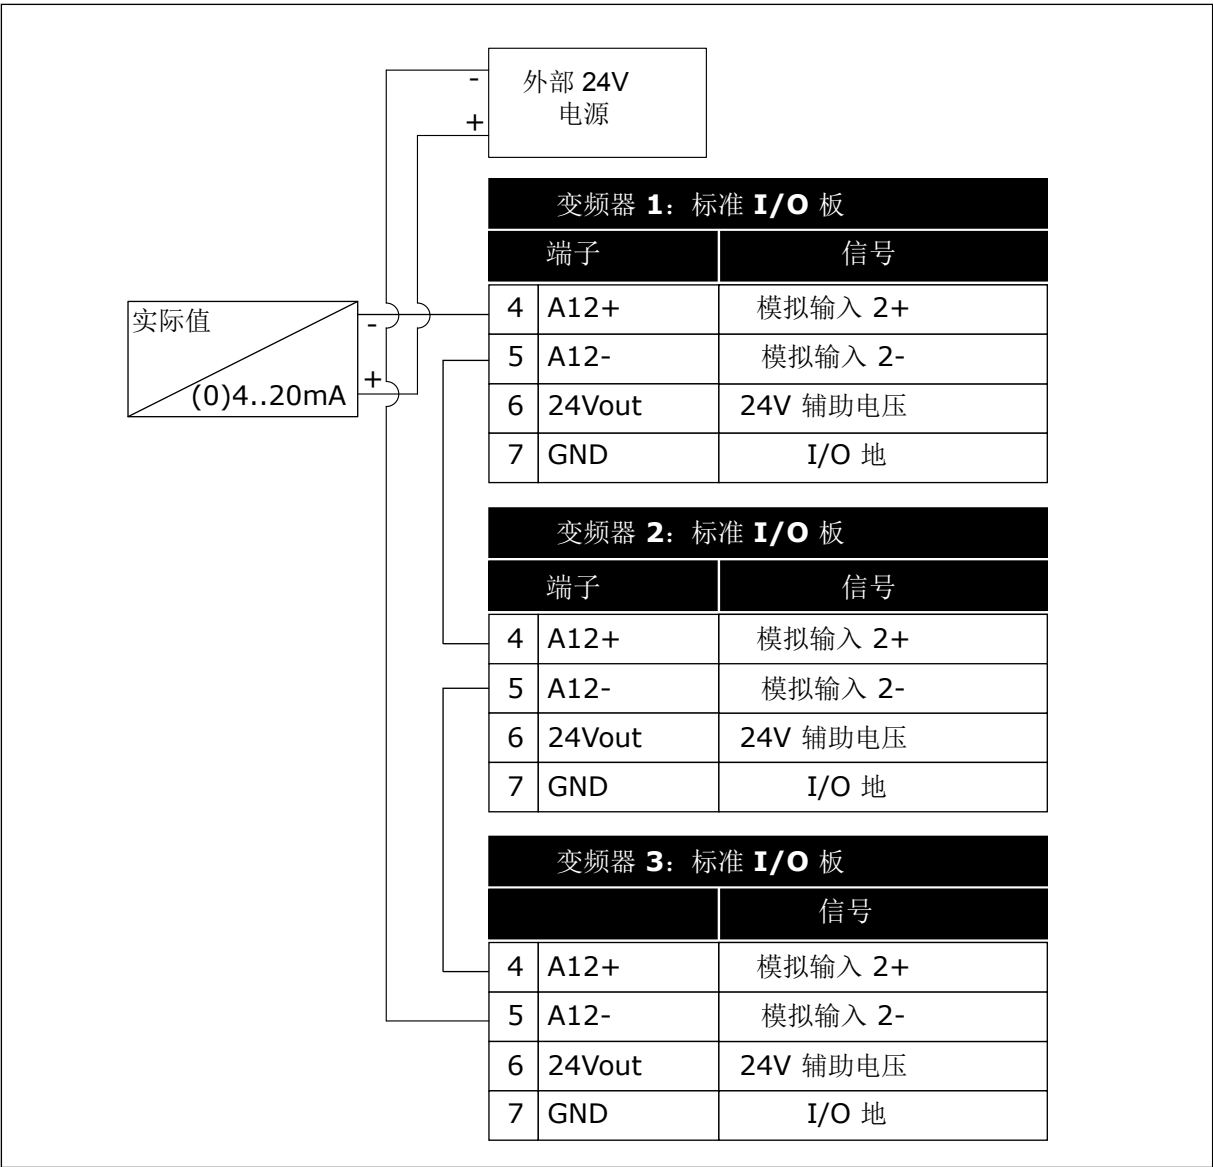 -
外部 24V
+
电源
变频器 1：标准 I/O 板
端子 信号
实际值
-
+
(0)4..20mA
4 A12+ 模拟输入 2+
5 A12- 模拟输入 2-
6 24Vout 24V 辅助电压
7 GND I/O 地
变频器 2：标准 I/O 板
端子 信号
4 A12+ 模拟输入 2+
5 A12- 模拟输入 2-
6 24Vout 24V 辅助电压
7 GND I/O 地
变频器 3：标准 I/O 板
信号
4 A12+ 模拟输入 2+
5 A12- 模拟输入 2-
6 24Vout 24V 辅助电压
7 GND I/O 地